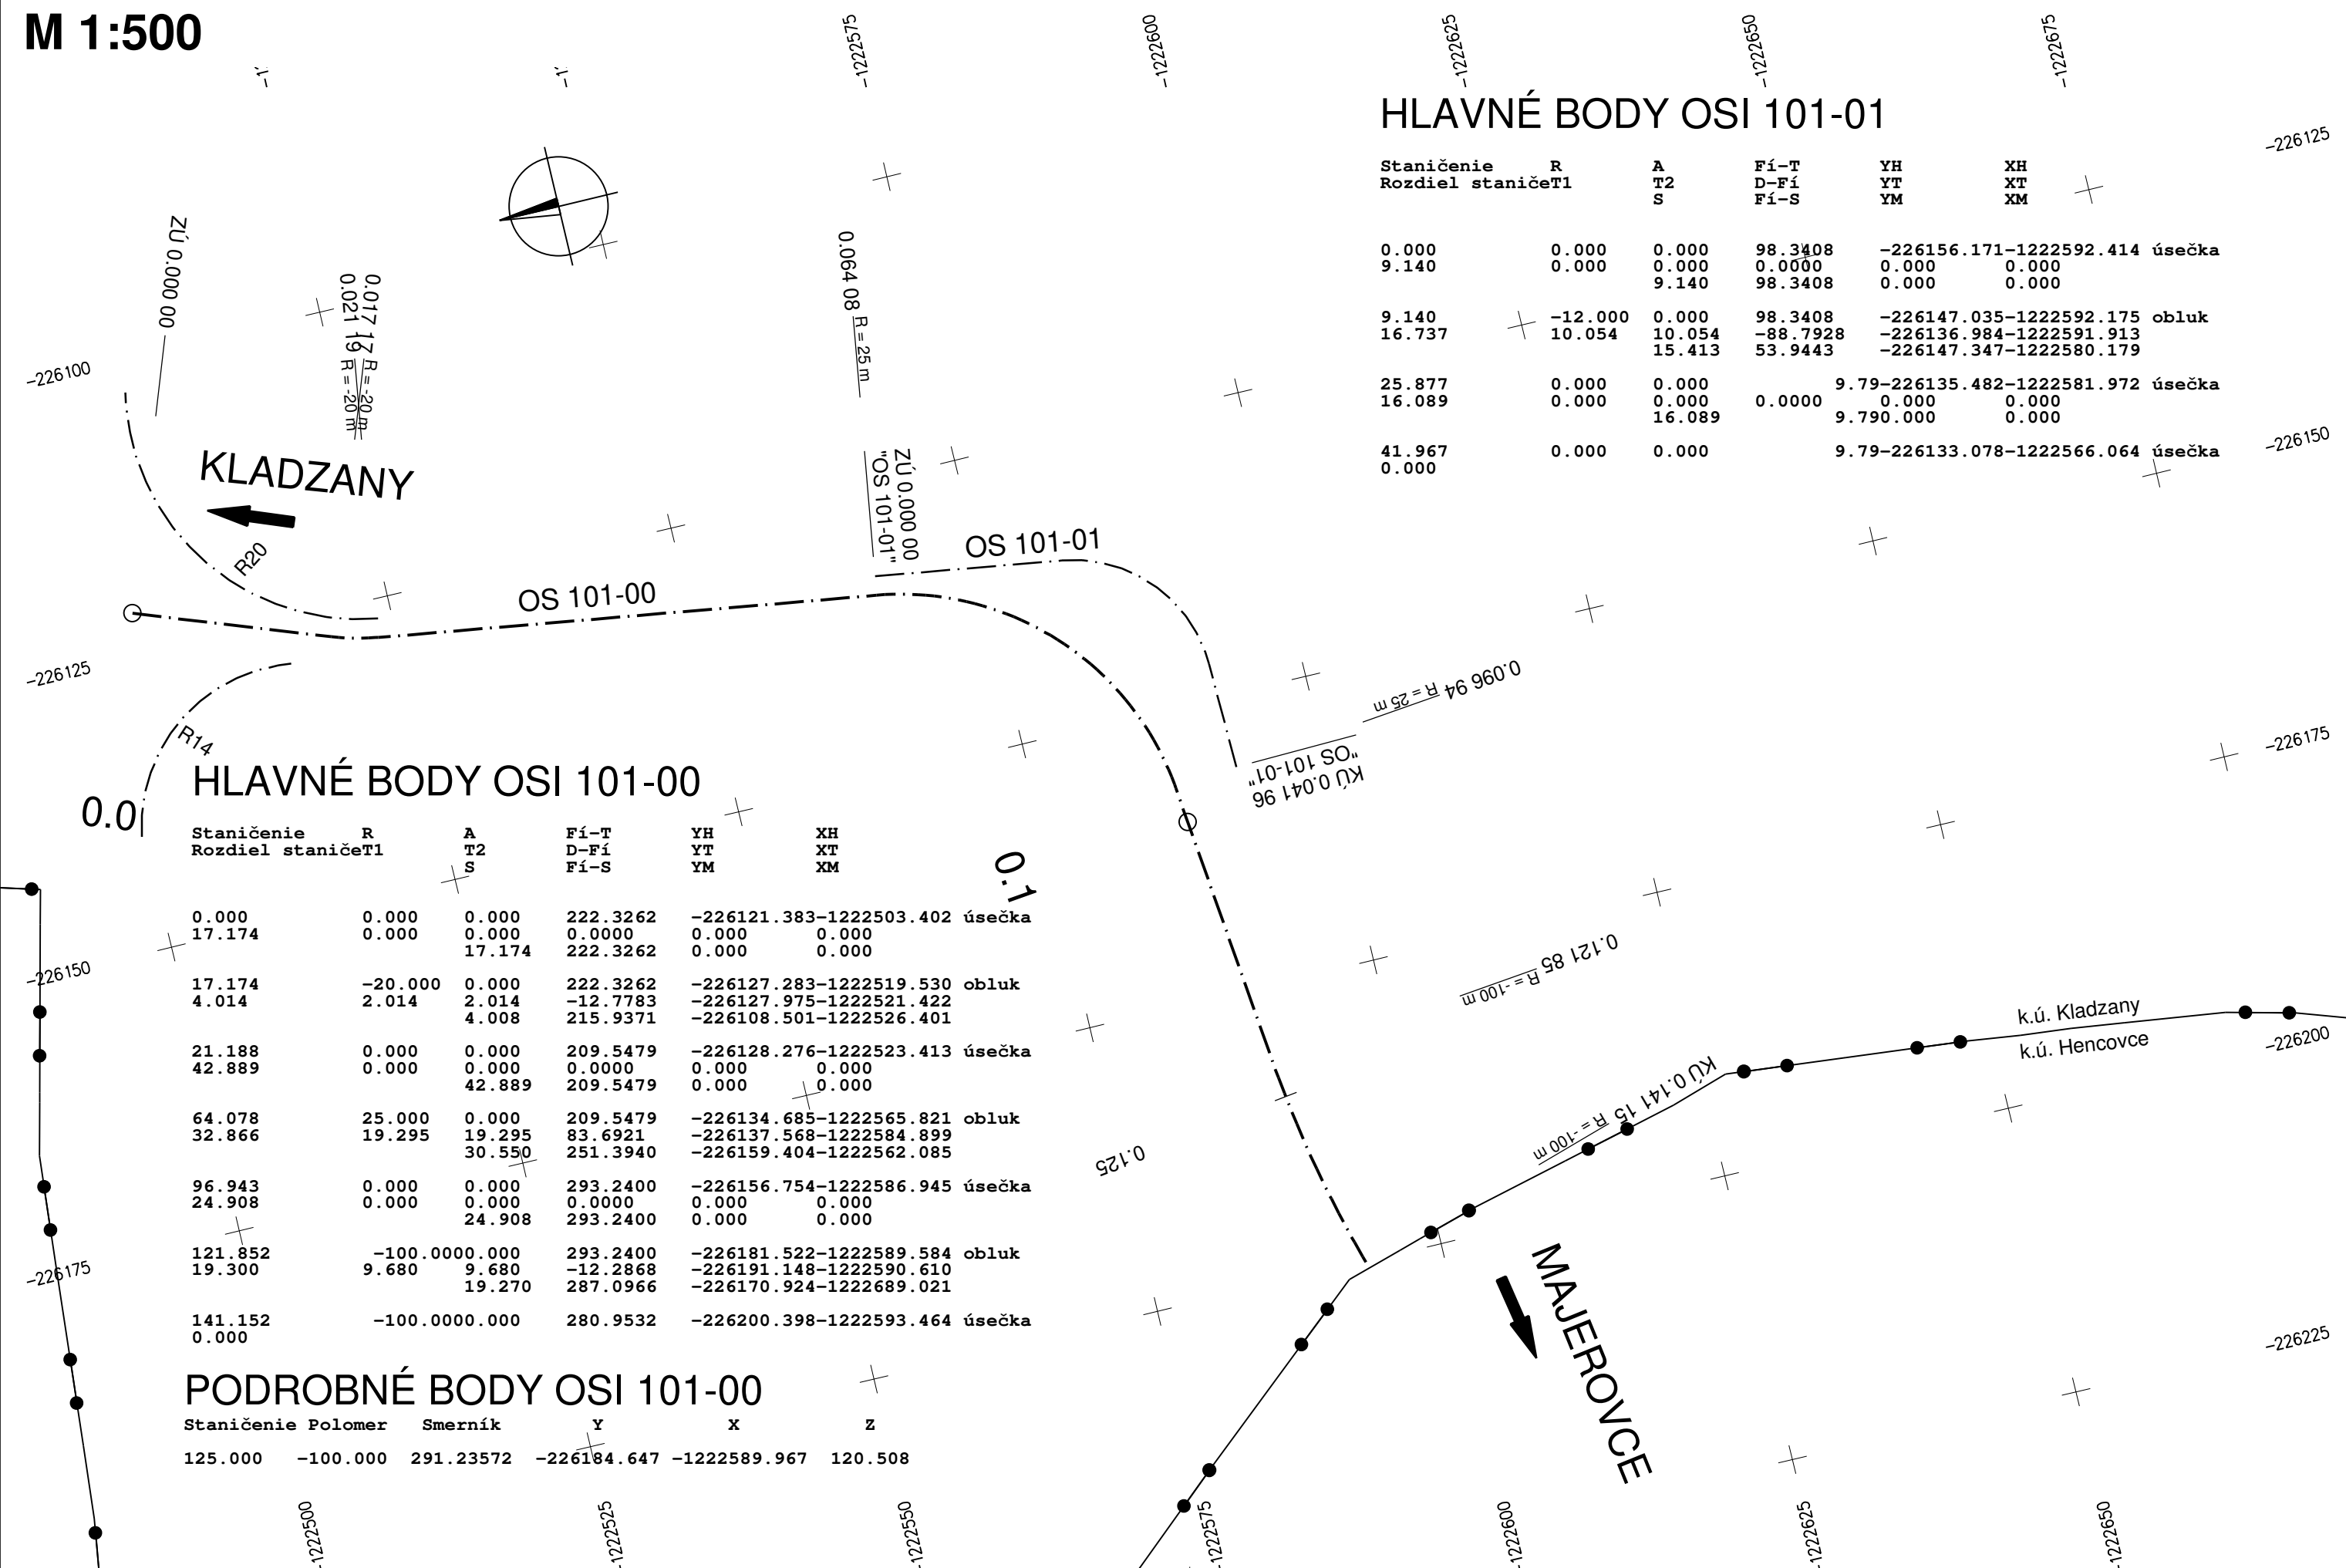 M 1:500
-1222575
-1222600
-1222625
-1222650
-1222675
HLAVNÉ BODY OSI 101-01
Staničenie R A Fí-T YH XH
Rozdiel staničeT1 T2 D-Fí YT XT
S Fí-S YM XM
0.000 0.000 0.000 98.3408 -226156.171-1222592.414 úsečka
9.140 0.000 0.000 0.0000 0.000 0.000
9.140 98.3408 0.000 0.000
9.140 -12.000 0.000 98.3408 -226147.035-1222592.175 obluk
16.737 10.054 10.054 -88.7928 -226136.984-1222591.913
15.413 53.9443 -226147.347-1222580.179
25.877 0.000 0.000 9.79-226135.482-1222581.972 úsečka
16.089 0.000 0.000 0.0000 0.000 0.000
16.089 9.790.000 0.000
41.967 0.000 0.000 9.79-226133.078-1222566.064 úsečka
0.000
-226125
-226150
-226175
-226200
-226225
ZÚ 0.000 00
0.017 17 R = -20 m
0.021 19 R = -20 m
0.064 08 R = 25 m
-226100
KLADZANY
R20
ZÚ 0.000 00
"OS 101-01"
OS 101-01
OS 101-00
-226125
R14
0.0
0.096 94 R = 25 m
KÚ 0.041 96
"OS 101-01"
HLAVNÉ BODY OSI 101-00
Staničenie R A Fí-T YH XH
Rozdiel staničeT1 T2 D-Fí YT XT
S Fí-S YM XM
0.000 0.000 0.000 222.3262 -226121.383-1222503.402 úsečka
17.174 0.000 0.000 0.0000 0.000 0.000
17.174 222.3262 0.000 0.000
17.174 -20.000 0.000 222.3262 -226127.283-1222519.530 obluk
4.014 2.014 2.014 -12.7783 -226127.975-1222521.422
4.008 215.9371 -226108.501-1222526.401
21.188 0.000 0.000 209.5479 -226128.276-1222523.413 úsečka
42.889 0.000 0.000 0.0000 0.000 0.000
42.889 209.5479 0.000 0.000
64.078 25.000 0.000 209.5479 -226134.685-1222565.821 obluk
32.866 19.295 19.295 83.6921 -226137.568-1222584.899
30.550 251.3940 -226159.404-1222562.085
96.943 0.000 0.000 293.2400 -226156.754-1222586.945 úsečka
24.908 0.000 0.000 0.0000 0.000 0.000
24.908 293.2400 0.000 0.000
121.852 -100.0000.000 293.2400 -226181.522-1222589.584 obluk
19.300 9.680 9.680 -12.2868 -226191.148-1222590.610
19.270 287.0966 -226170.924-1222689.021
141.152 -100.0000.000 280.9532 -226200.398-1222593.464 úsečka
0.000
-226150
-226175
0.1
0.125
0.121 85 R = -100 m
KÚ 0.141 15 R = -100 m
k.ú. Kladzany
k.ú. Hencovce
MAJEROVCE
PODROBNÉ BODY OSI 101-00
Staničenie Polomer Smerník Y X Z
125.000 -100.000 291.23572 -226184.647 -1222589.967 120.508
-1222500
-1222525
-1222550
-1222575
-1222600
-1222625
-1222650